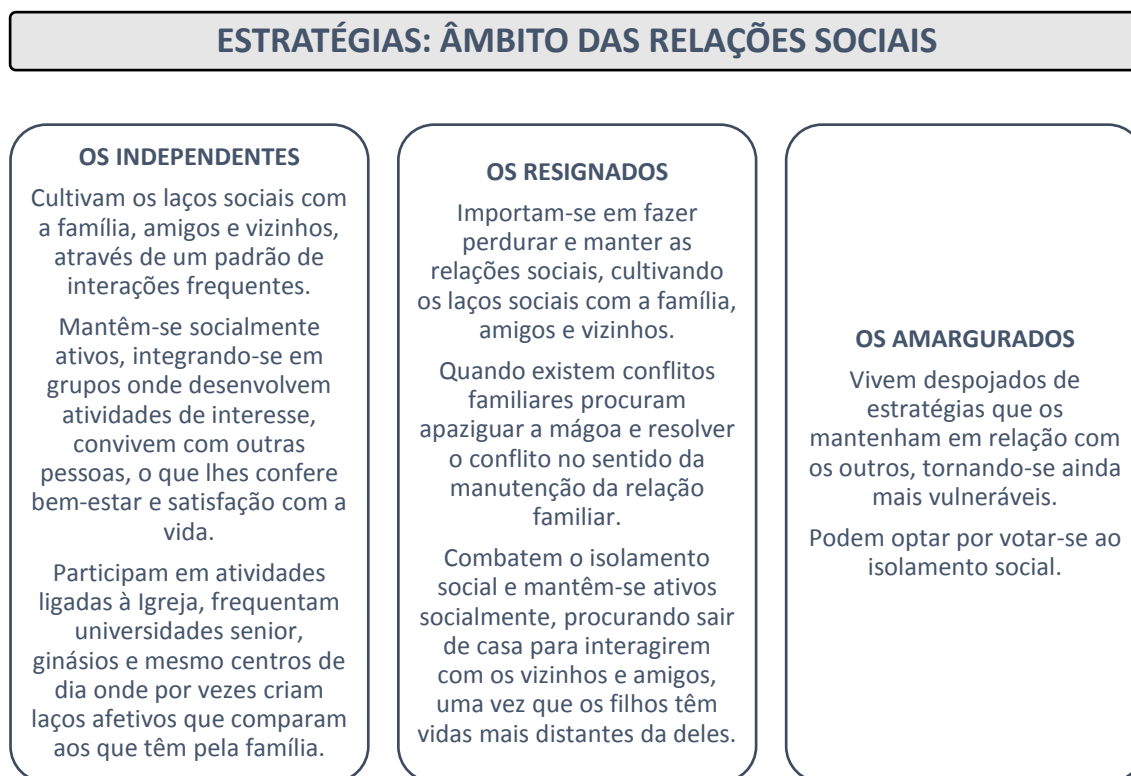 ESTRATÉGIAS: ÂMBITO DAS RELAÇÕES SOCIAIS
OS INDEPENDENTES
Cultivam os laços sociais com
a família, amigos e vizinhos,
através de um padrão de
interações frequentes.
Mantêm-se socialmente
ativos, integrando-se em
grupos onde desenvolvem
atividades de interesse,
convivem com outras
pessoas, o que lhes confere
bem-estar e satisfação com a
vida.
Participam em atividades
ligadas à Igreja, frequentam
universidades senior,
ginásios e mesmo centros de
dia onde por vezes criam
laços afetivos que comparam
aos que têm pela família.
OS RESIGNADOS
Importam-se em fazer
perdurar e manter as
relações sociais, cultivando
os laços sociais com a família,
amigos e vizinhos.
Quando existem conflitos
familiares procuram
apaziguar a mágoa e resolver
o conflito no sentido da
manutenção da relação
familiar.
Combatem o isolamento
social e mantêm-se ativos
socialmente, procurando sair
de casa para interagirem
com os vizinhos e amigos,
uma vez que os filhos têm
vidas mais distantes da deles.
OS AMARGURADOS
Vivem despojados de
estratégias que os
mantenham em relação com
os outros, tornando-se ainda
mais vulneráveis.
Podem optar por votar-se ao
isolamento social.